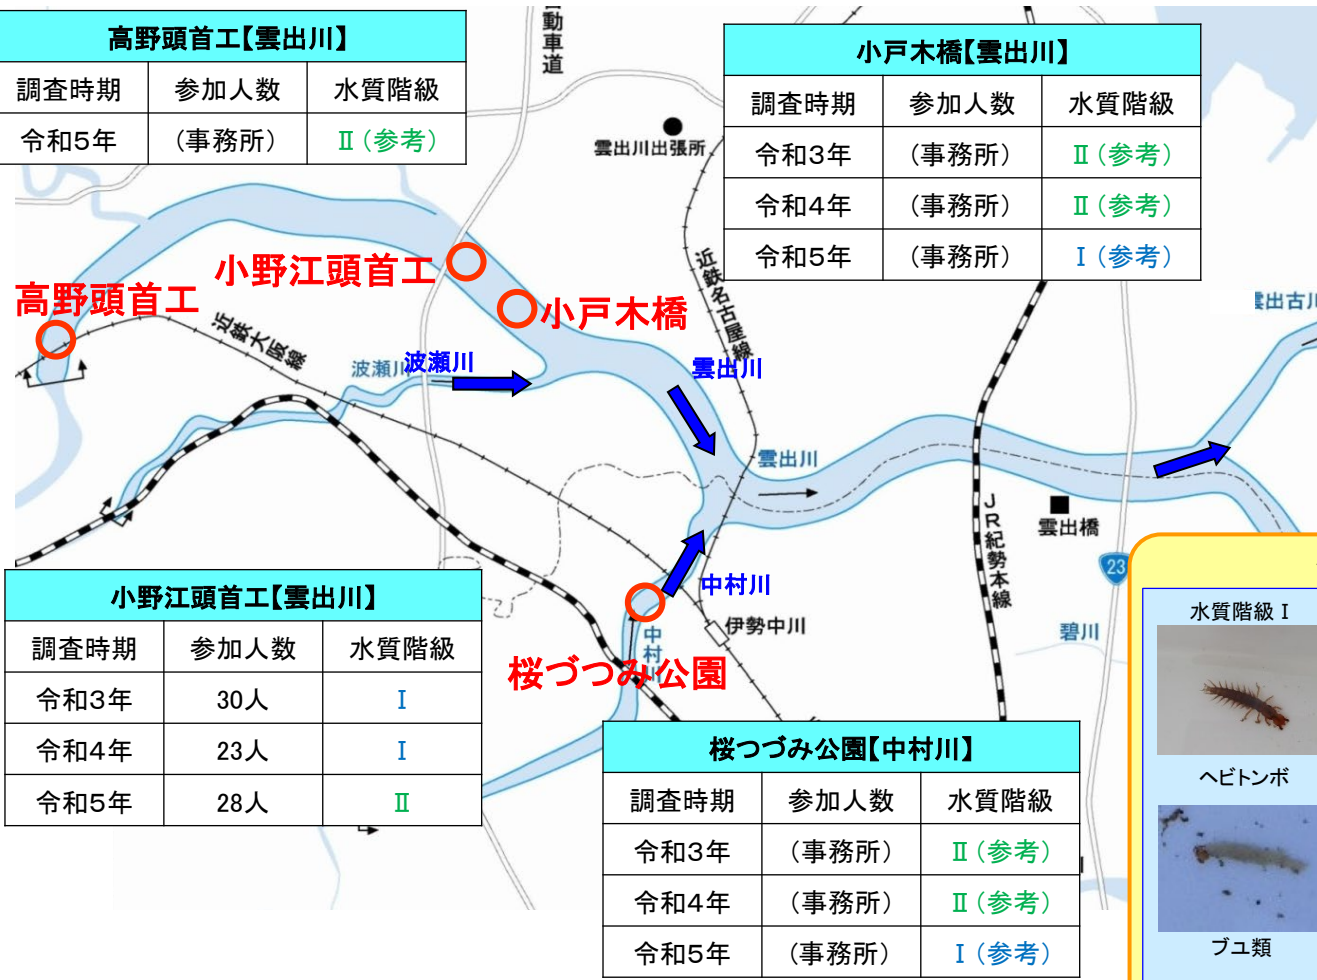 高野頭首工【雲出川】
調査時期 参加人数 水質階級
令和5年 (事務所) Ⅱ(参考)
動車道
小戸木橋【雲出川】
調査時期 参加人数 水質階級
令和3年 (事務所) Ⅱ(参考)
令和4年 (事務所) Ⅱ(参考)
令和5年 (事務所) Ⅰ(参考)
雲出川出張所
小野江頭首工
高野頭首工
小戸木橋
近鉄名古屋線
近鉄大阪線
波瀬川
波瀬川
雲出川
雲出古川
雲出川
雲出橋
JR紀勢本線
23
中村川
中村川
伊勢中川
碧川
桜づつみ公園
小野江頭首工【雲出川】
調査時期 参加人数 水質階級
令和3年 30人 Ⅰ
令和4年 23人 Ⅰ
令和5年 28人 Ⅱ
桜つづみ公園【中村川】
調査時期 参加人数 水質階級
令和3年 (事務所) Ⅱ(参考)
令和4年 (事務所) Ⅱ(参考)
令和5年 (事務所) Ⅰ(参考)
水質階級Ⅰ
ヘビトンボ
ブユ類